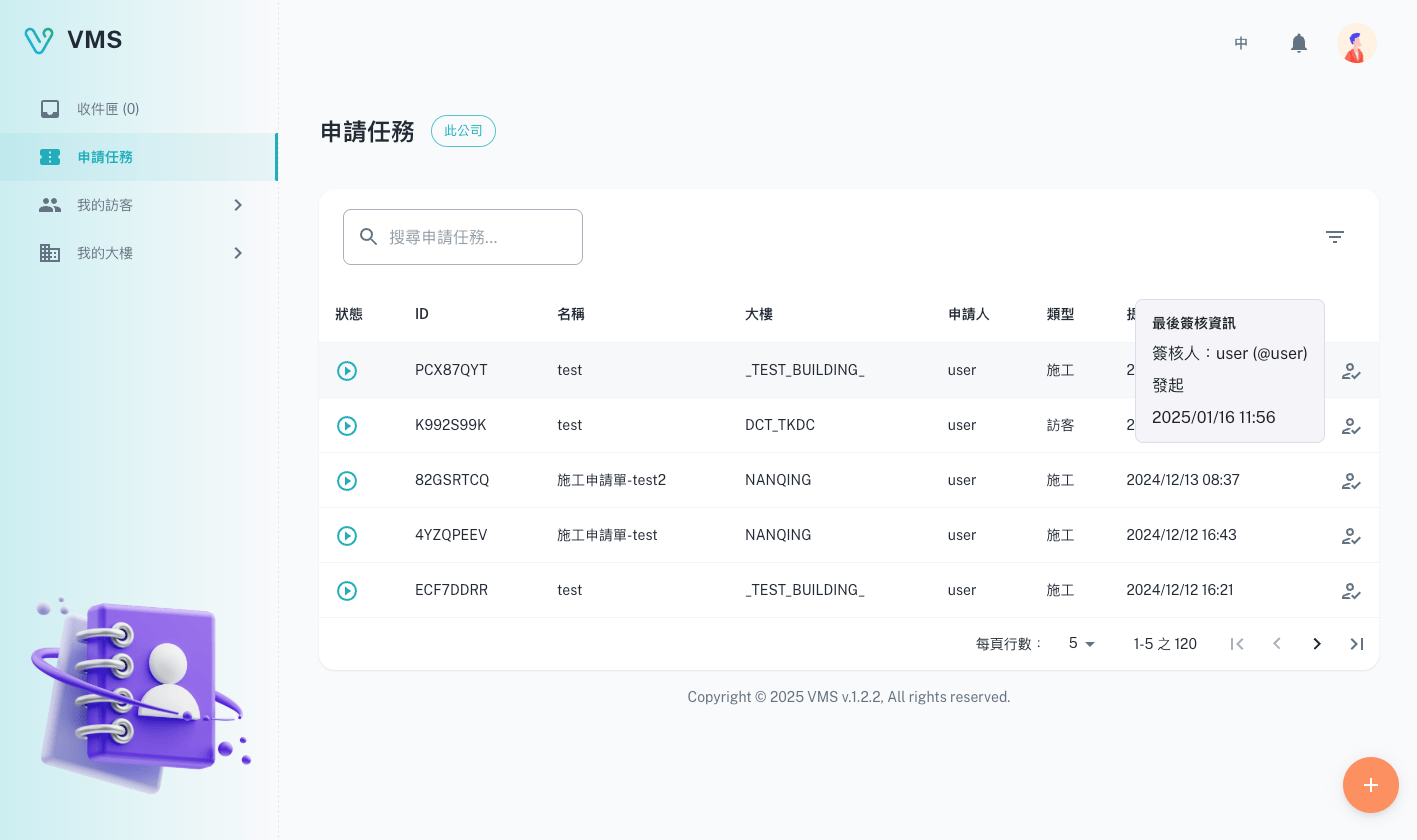 VMS
中
收件匣 (0)
申請任務
我的訪客
我的大樓
申請任務 此公司
搜尋申請任務...
狀態 ID 名稱 大樓 申請人 類型
PCX87QYT test _TEST_BUILDING_ user 施工 2
K992S99K test DCT_TKDC user 訪客 2
82GSRTCQ 施工申請單-test2 NANQING user 施工 2024/12/13 08:37
4YZQPEEV 施工申請單-test NANQING user 施工 2024/12/12 16:43
ECF7DDRR test _TEST_BUILDING_ user 施工 2024/12/12 16:21
最後簽核資訊
簽核人：user (@user)
發起
2025/01/16 11:56
每頁行數： 5 1-5 之 120
Copyright © 2025 VMS v.1.2.2, All rights reserved.